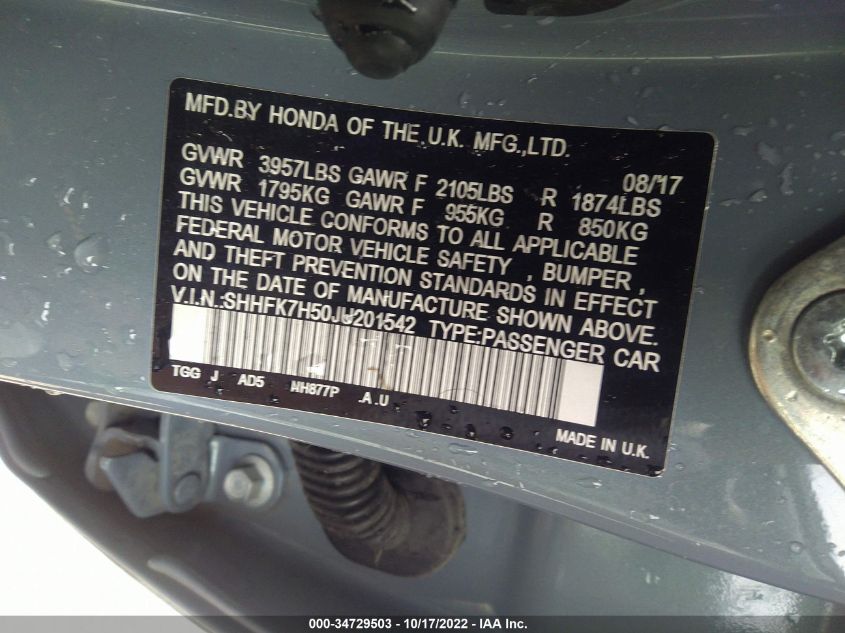 MFD.BY HONDA OF THE U.K. MFG.,LTD.
08/17
GVWR 3957LBS GAWR F 2105LBS R 1874LBS
GVWR 1795KG GAWR F 955KG R 850KG
THIS VEHICLE CONFORMS TO ALL APPLICABLE
FEDERAL MOTOR VEHICLE SAFETY , BUMPER ,
AND THEFT PREVENTION STANDARDS IN EFFECT
ON THE DATE OF MANUFACTURE SHOWN ABOVE.
V.I.N.:SHHFK7H50JU201542 TYPE:PASSENGER CAR
TGG J AD5 NH877P .A.U
MADE IN U.K.
000-34729503 - 10/17/2022 - IAA Inc.